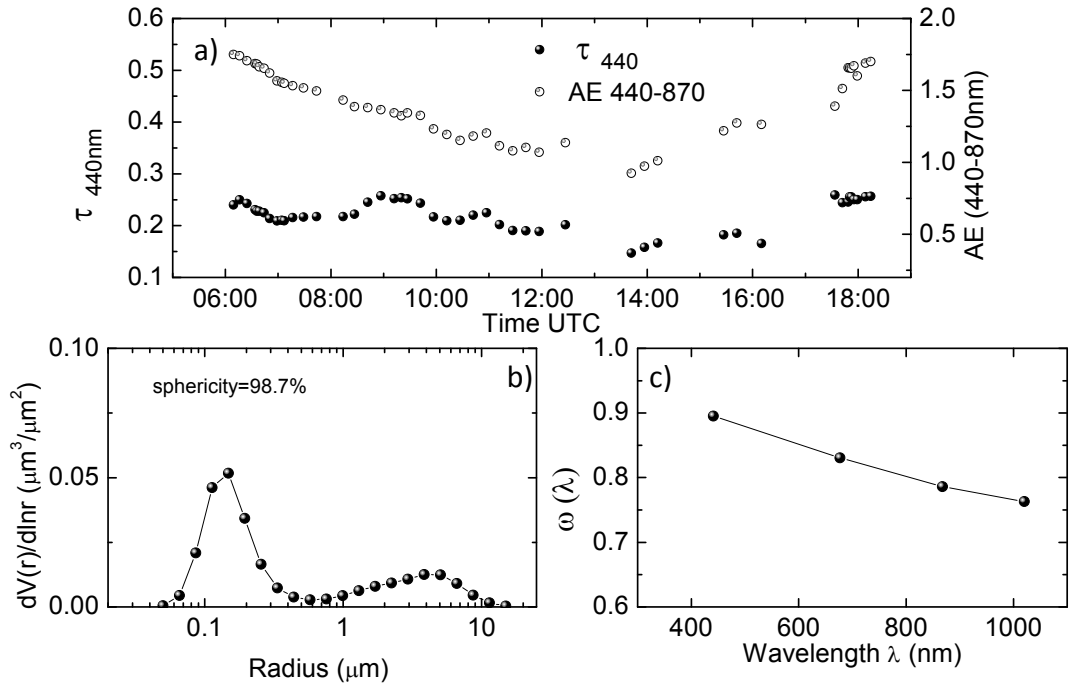 a)
τ 440
AE 440-870
0.6
0.5
0.4
0.3
0.2
0.1
τ 440nm
2.0
1.5
1.0
0.5
AE (440-870nm)
06:00 08:00 10:00 12:00 14:00 16:00 18:00
Time UTC
b)
sphericity=98.7%
0.10
0.05
0.00
dV(r)/dlnr (μm³/μm²)
0.1 1 10
Radius (μm)
c)
1.0
0.9
0.8
0.7
0.6
ω (λ)
400 600 800 1000
Wavelength λ (nm)